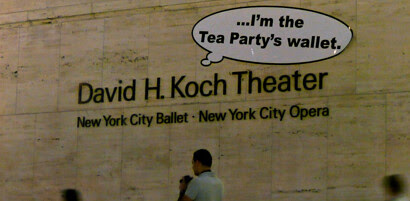 ...I'm the
Tea Party's wallet.
David H. Koch Theater
New York City Ballet · New York City Opera